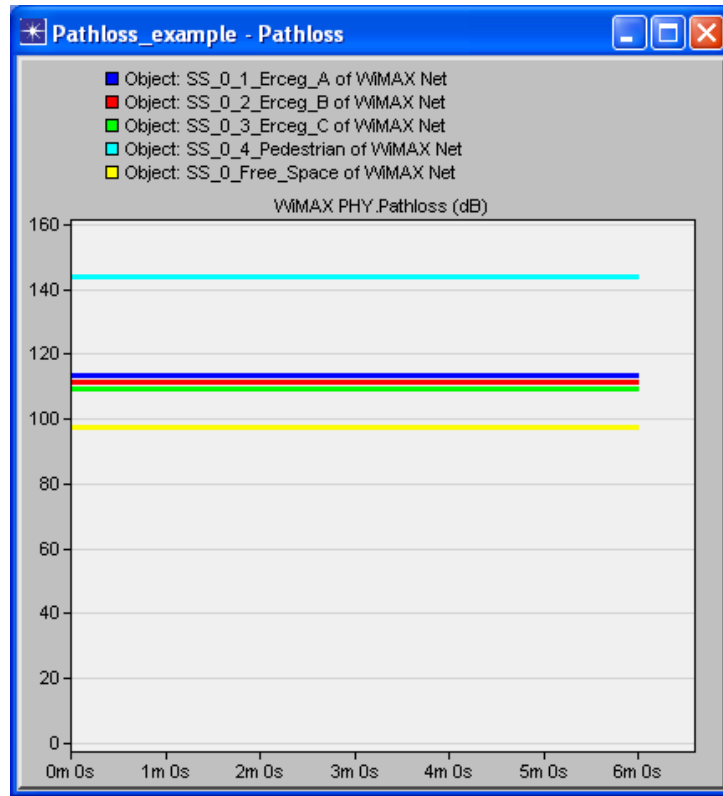 Pathloss_example - Pathloss
Object: SS_0_1_Erceg_A of WiMAX Net
Object: SS_0_2_Erceg_B of WiMAX Net
Object: SS_0_3_Erceg_C of WiMAX Net
Object: SS_0_4_Pedestrian of WiMAX Net
Object: SS_0_Free_Space of WiMAX Net
WiMAX PHY.Pathloss (dB)
160
140
120
100
80
60
40
20
0
0m 0s 1m 0s 2m 0s 3m 0s 4m 0s 5m 0s 6m 0s